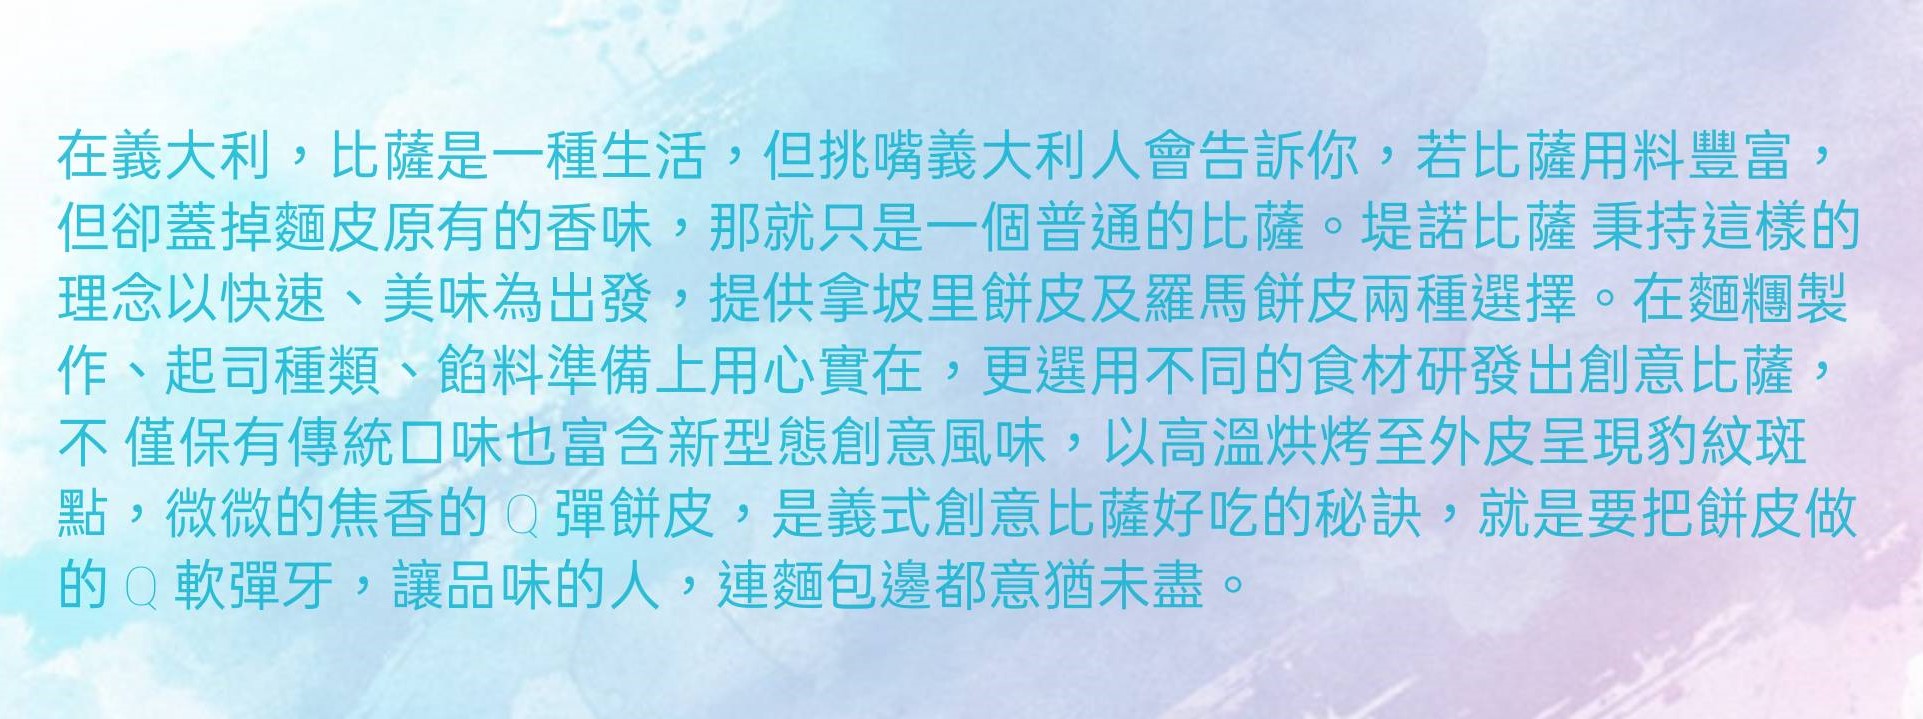 在義大利，比薩是一種生活，但挑嘴義大利人會告訴你，若比薩用料豐富，
但卻蓋掉麵皮原有的香味，那就只是一個普通的比薩。堤諾比薩 秉持這樣的
理念以快速、美味為出發，提供拿坡里餅皮及羅馬餅皮兩種選擇。在麵糰製
作、起司種類、餡料準備上用心實在，更選用不同的食材研發出創意比薩，
不 僅保有傳統口味也富含新型態創意風味，以高溫烘烤至外皮呈現豹紋斑
點，微微的焦香的 Q 彈餅皮，是義式創意比薩好吃的秘訣，就是要把餅皮做
的 Q 軟彈牙，讓品味的人，連麵包邊都意猶未盡。